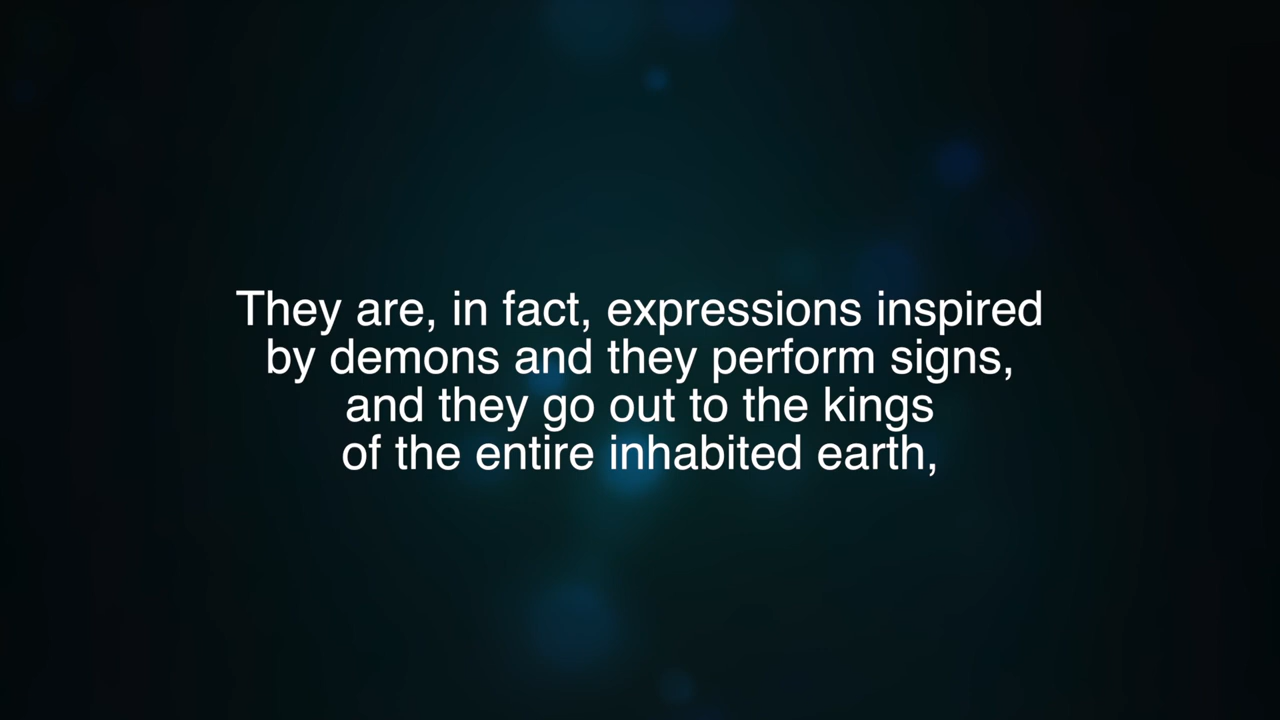 They are, in fact, expressions inspired
by demons and they perform signs,
and they go out to the kings
of the entire inhabited earth,